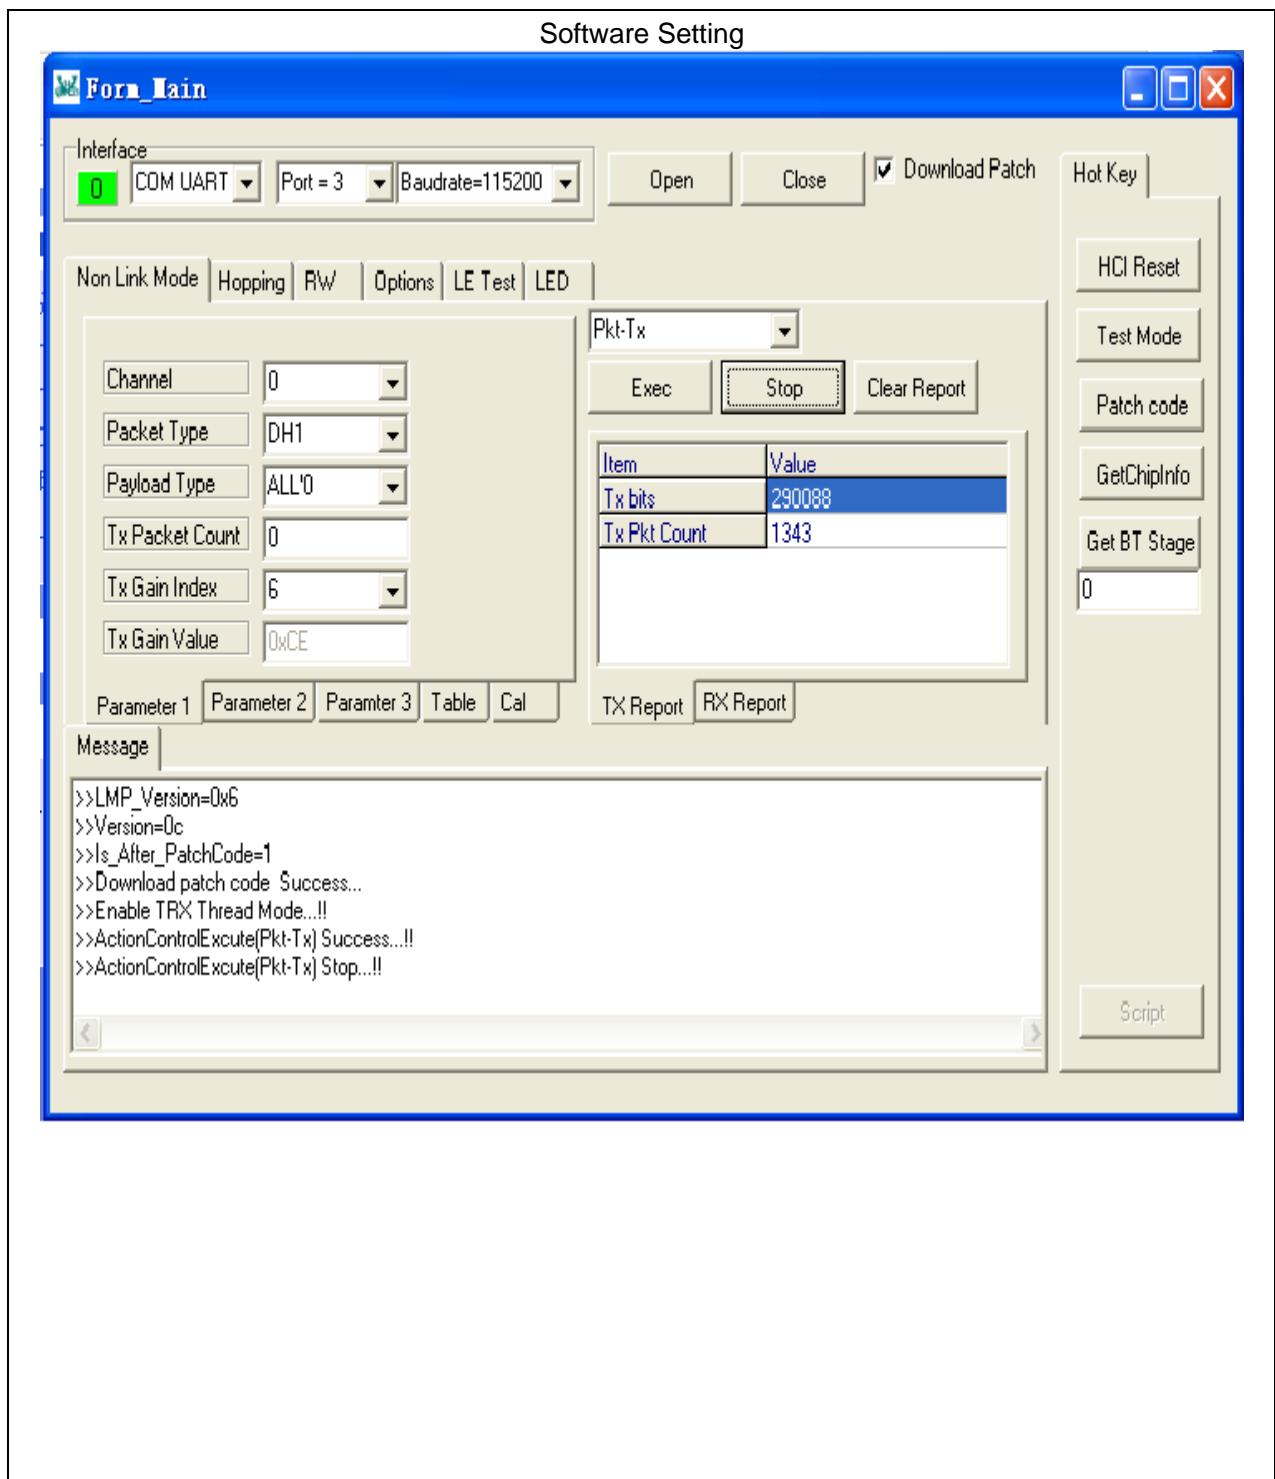 Software Setting
Form_Main
Interface
0 COM UART Port = 3 Baudrate=115200 Open Close Download Patch
Hot Key
HCI Reset
Test Mode
Patch code
GetChipInfo
Get BT Stage
0
Script
Non Link Mode Hopping RW Options LE Test LED
Channel 0
Packet Type DH1
Payload Type ALL'0
Tx Packet Count 0
Tx Gain Index 6
Tx Gain Value 0xCE
Parameter 1 Parameter 2 Paramter 3 Table Cal
Pkt-Tx
Exec Stop Clear Report
Item Value
Tx bits 290088
Tx Pkt Count 1343
TX Report RX Report
Message
>>LMP_Version=0x6
>>Version=0c
>>Is_After_PatchCode=1
>>Download patch code  Success...
>>Enable TRX Thread Mode...!!
>>ActionControlExcute(Pkt-Tx) Success...!!
>>ActionControlExcute(Pkt-Tx) Stop...!!